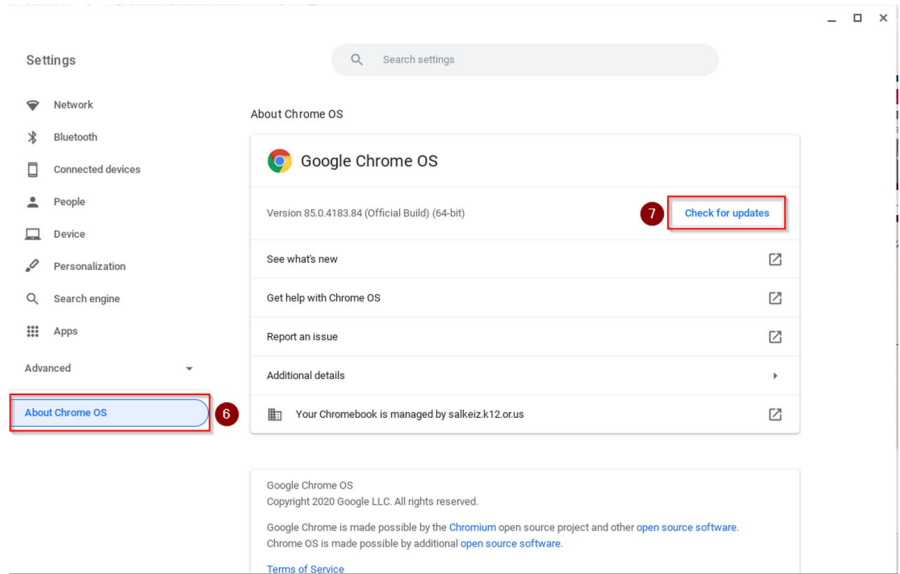 Settings
Search settings
Network
Bluetooth
Connected devices
People
Device
Personalization
Search engine
Apps
Advanced
About Chrome OS
6
About Chrome OS
Google Chrome OS
Version 85.0.4183.84 (Official Build) (64-bit)
7
Check for updates
See what's new
Get help with Chrome OS
Report an issue
Additional details
Your Chromebook is managed by salkeiz.k12.or.us
Google Chrome OS
Copyright 2020 Google LLC. All rights reserved.
Google Chrome is made possible by the Chromium open source project and other open source software.
Chrome OS is made possible by additional open source software.
Terms of Service